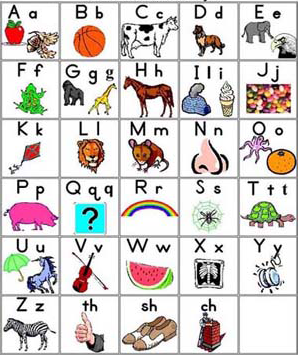 A a B b C c D d E e
F f G g g H h I i i J j
K k L l M m N n O o
P p Q q q R r S s T t t
U u V v W w X x Y y
?
Z z th sh ch